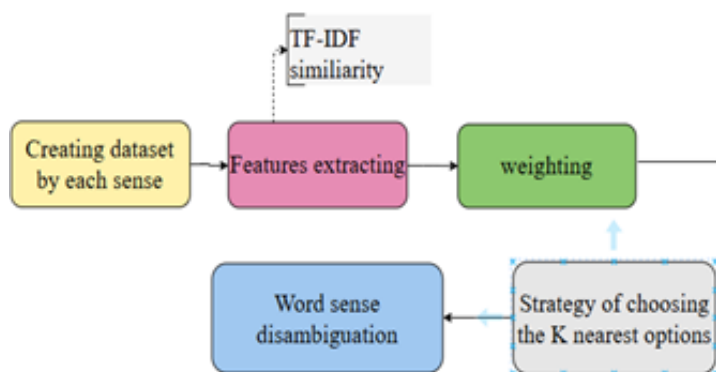 TF-IDF
similiarity
Creating dataset
by each sense
Features extracting
weighting
Word sense
disambiguation
Strategy of choosing
the K nearest options